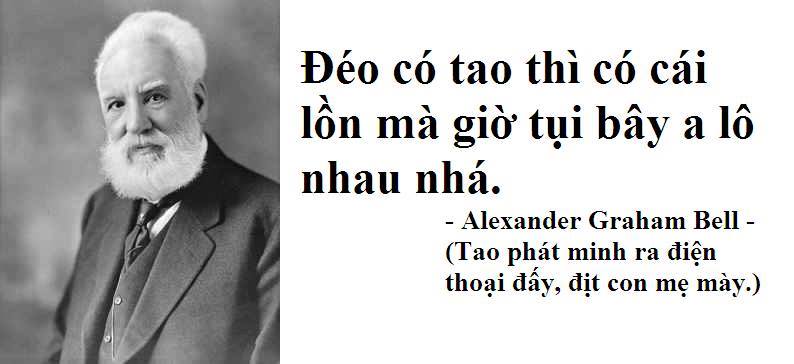 Đéo có tao thì có cái
lồn mà giờ tụi bây a lô
nhau nhá.
- Alexander Graham Bell -
(Tao phát minh ra điện
thoại đấy, địt con mẹ mày.)